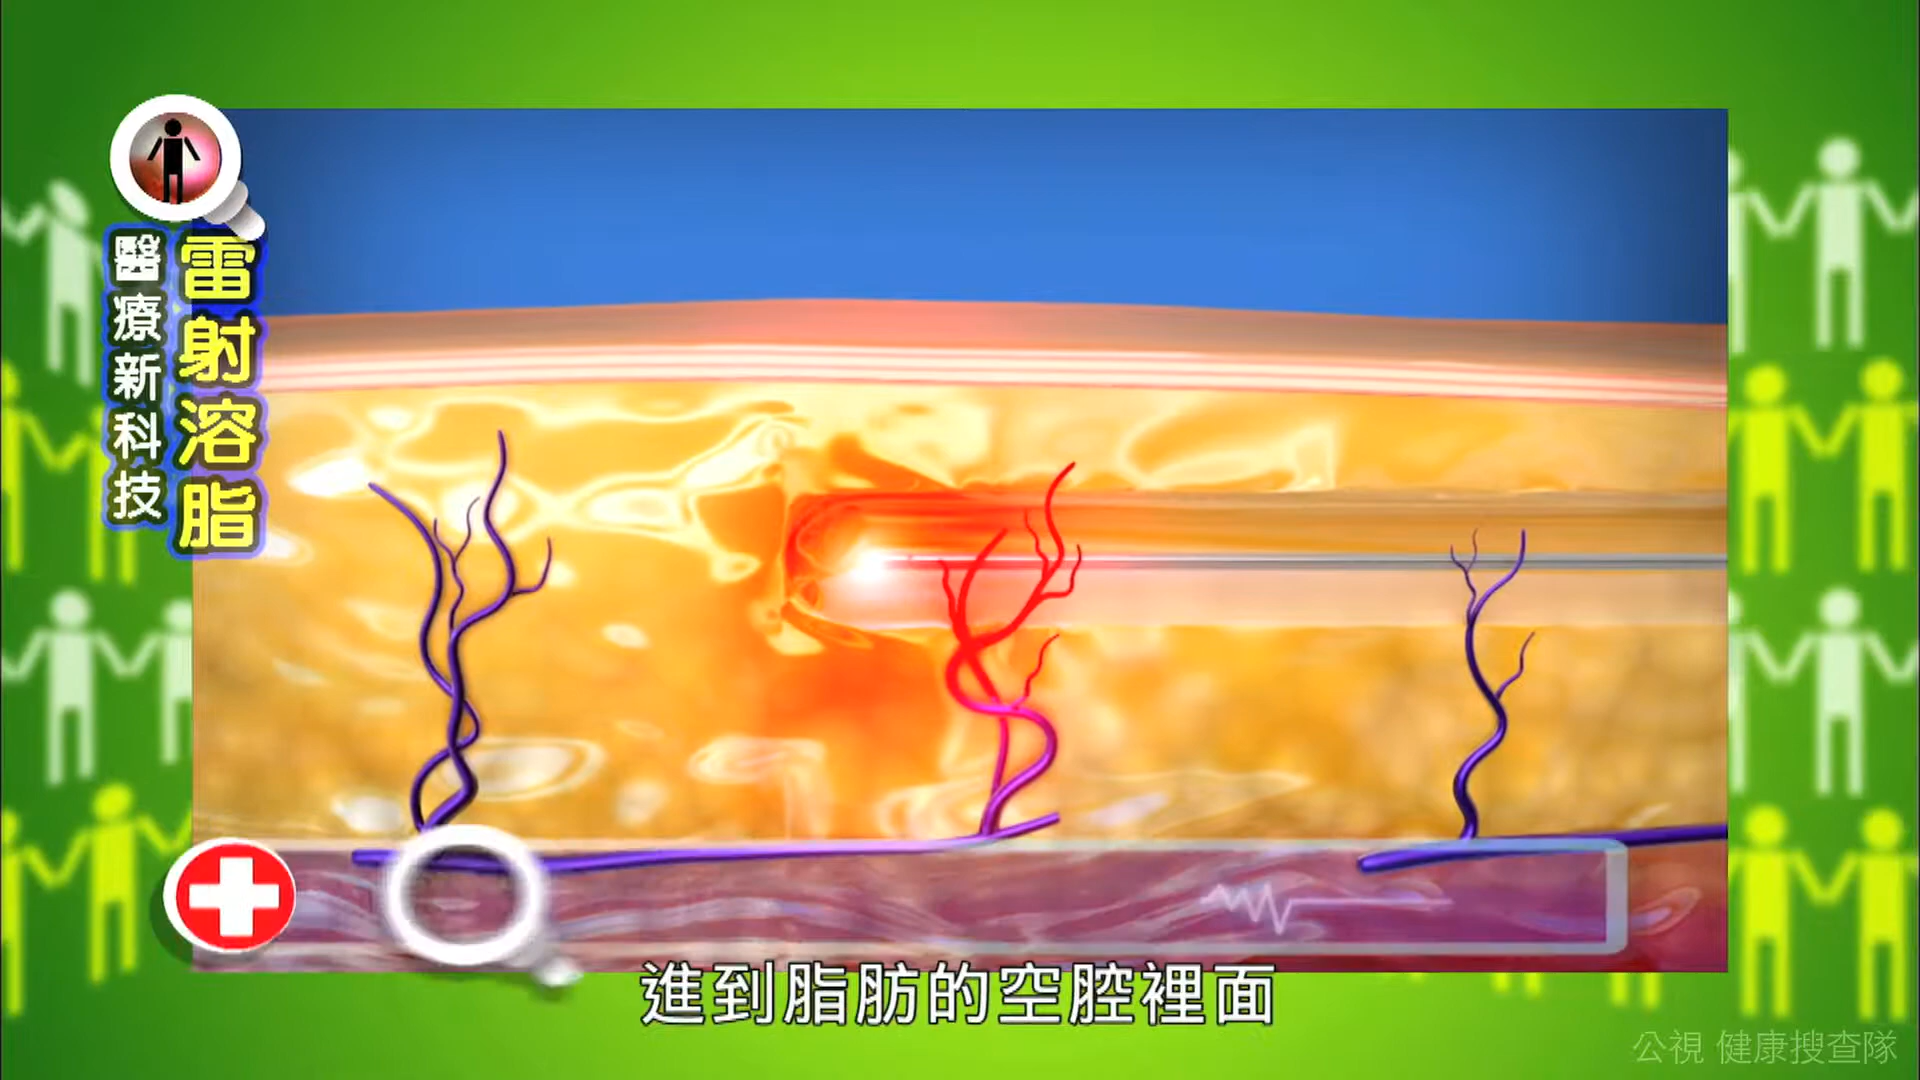 雷射溶脂
醫療新科技
進到脂肪的空腔裡面
公視 健康搜查隊